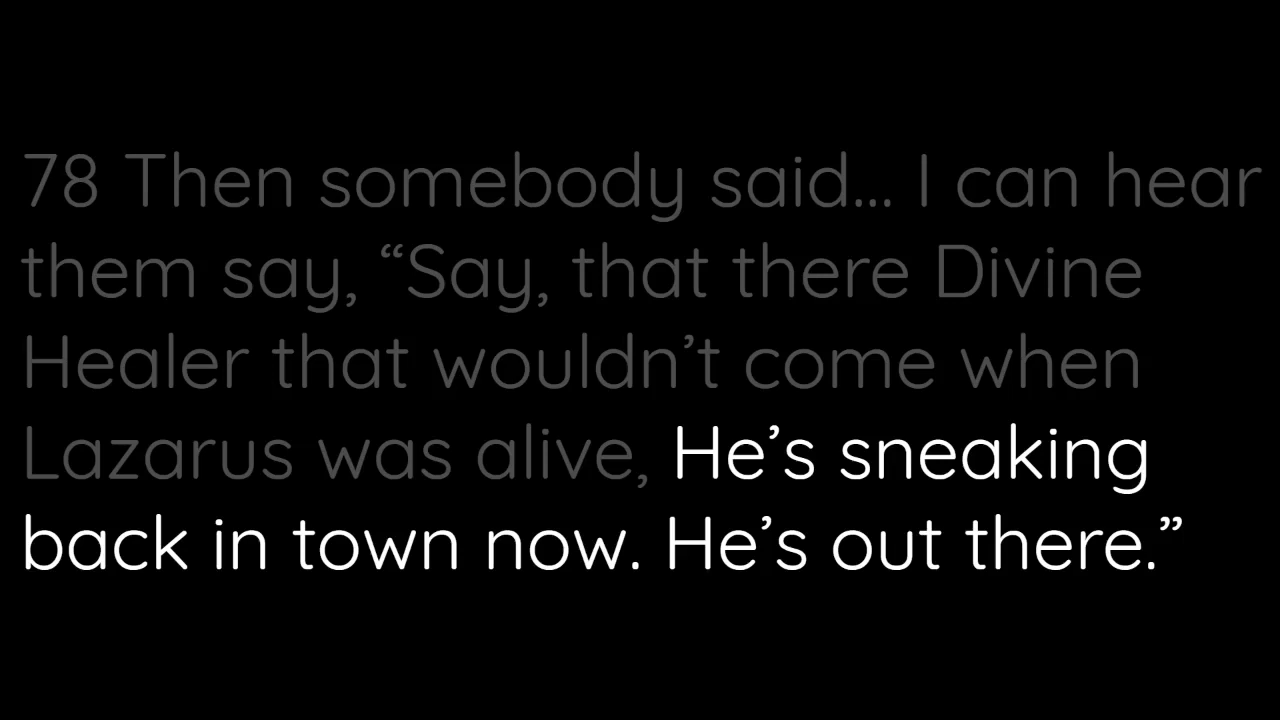 78 Then somebody said... I can hear
them say, “Say, that there Divine
Healer that wouldn’t come when
Lazarus was alive, He’s sneaking
back in town now. He’s out there.”